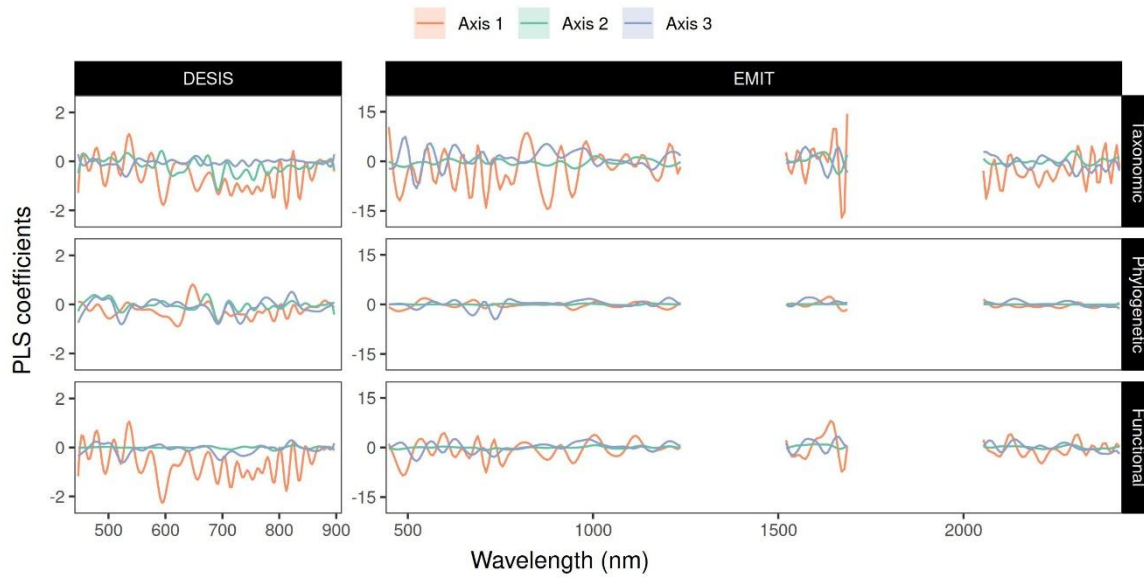 Axis 1 Axis 2 Axis 3
DESIS EMIT
PLS coefficients
2
0
-2
15
0
-15
Taxonomic
2
0
-2
15
0
-15
Phylogenetic
2
0
-2
15
0
-15
Functional
500 600 700 800 900 500 1000 1500 2000
Wavelength (nm)